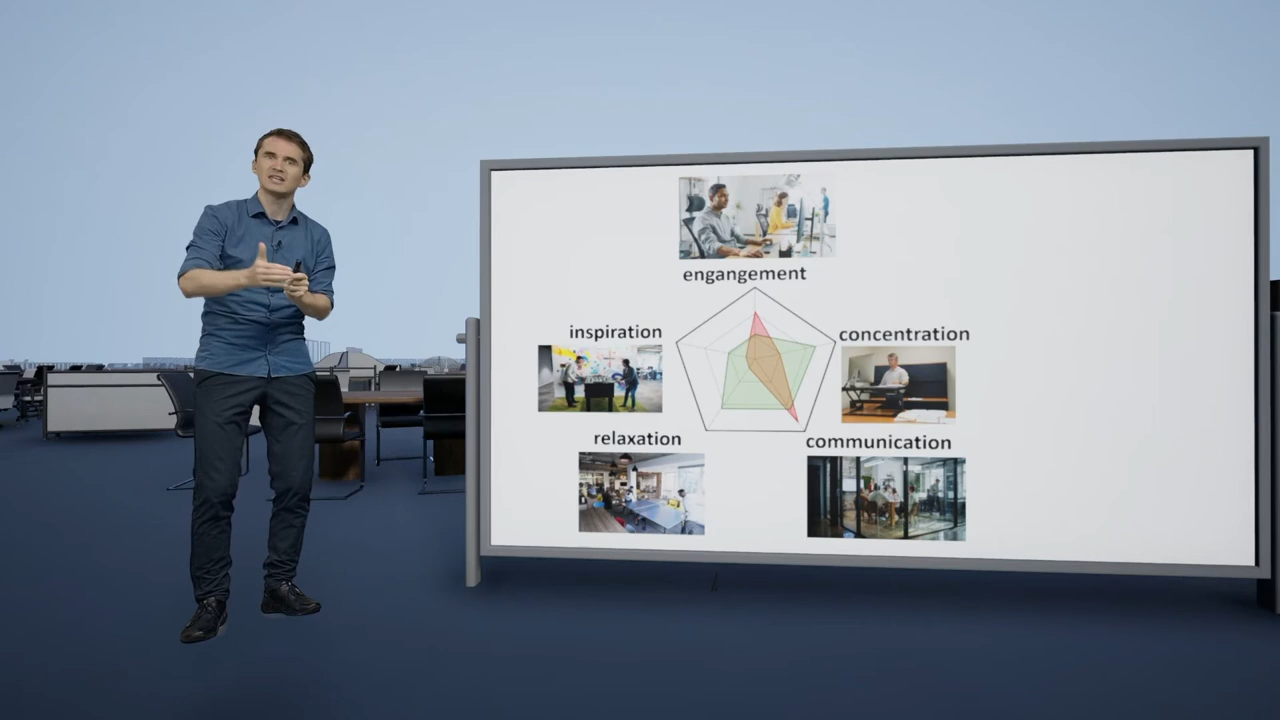 engangement
inspiration
concentration
relaxation
communication